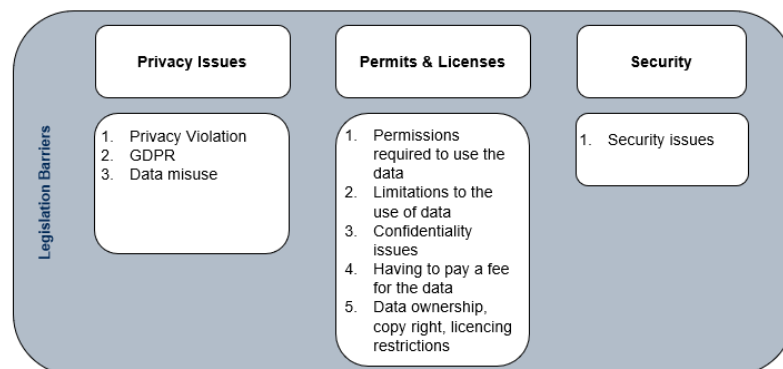 Legislation Barriers
Privacy Issues
1. Privacy Violation
2. GDPR
3. Data misuse
Permits & Licenses
1. Permissions
required to use the
data
2. Limitations to the
use of data
3. Confidentiality
issues
4. Having to pay a fee
for the data
5. Data ownership,
copy right, licencing
restrictions
Security
1. Security issues